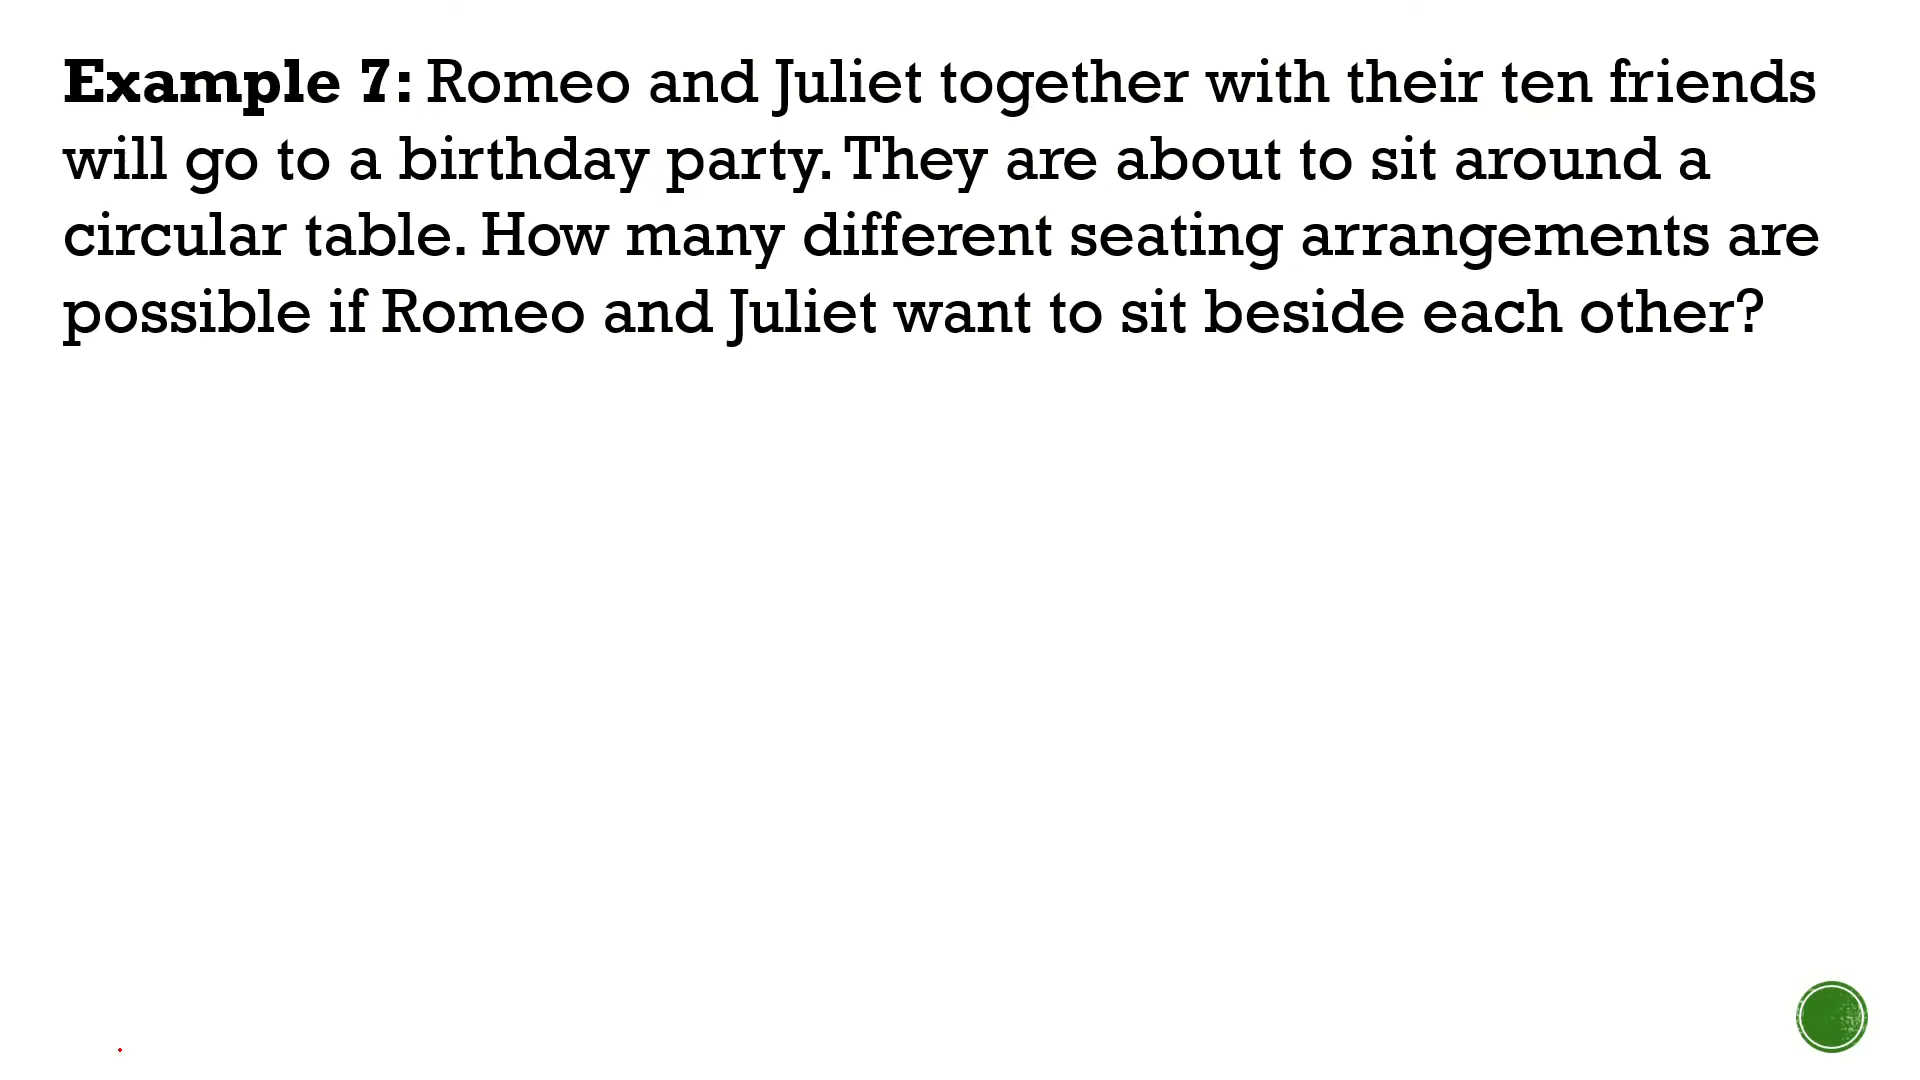 Example 7: Romeo and Juliet together with their ten friends
will go to a birthday party. They are about to sit around a
circular table. How many different seating arrangements are
possible if Romeo and Juliet want to sit beside each other?